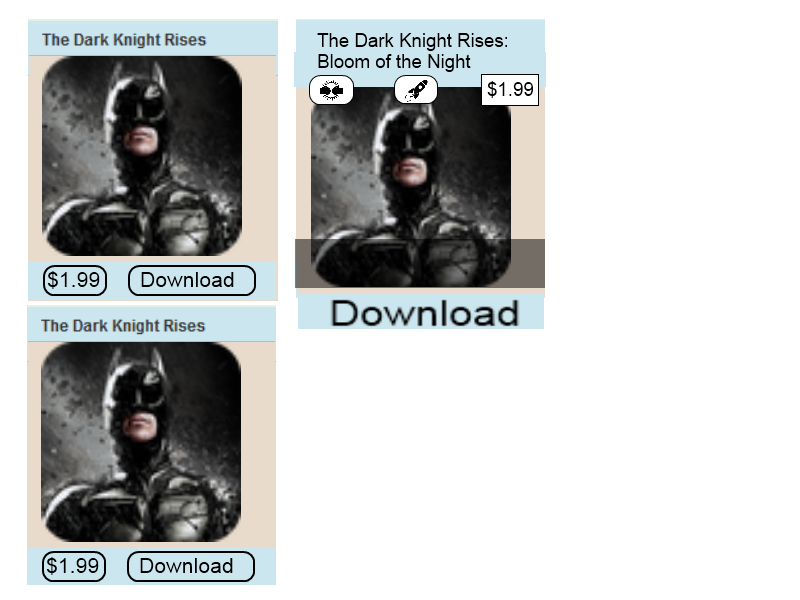 The Dark Knight Rises
$1.99 Download
The Dark Knight Rises:
Bloom of the Night
$1.99
Download
The Dark Knight Rises
$1.99 Download